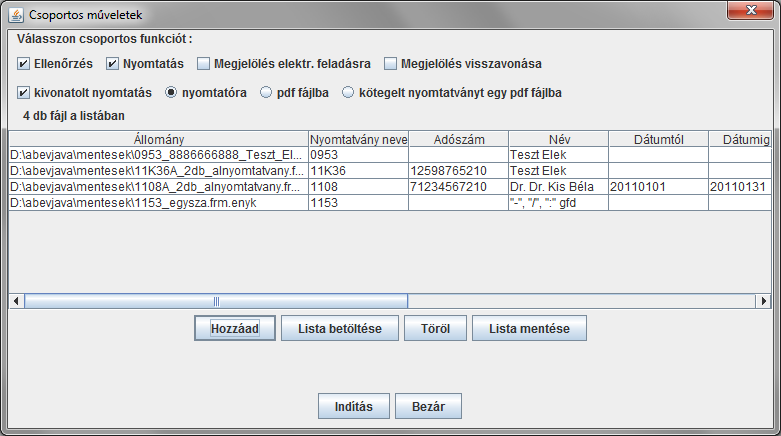 Csoportos műveletek
Válasszon csoportos funkciót :
Ellenőrzés Nyomtatás Megjelölés elektr. feladásra Megjelölés visszavonása
kivonatolt nyomtatás nyomtatóra pdf fájlba kötegelt nyomtatványt egy pdf fájlba
4 db fájl a listában
Állomány Nyomtatvány neve Adószám Név Dátumtól Dátumig
D:\abevjava\mentesek\0953_8886666888_Teszt_El... 0953 Teszt Elek
D:\abevjava\mentesek\11K36A_2db_alnyomtatvany.f... 11K36 12598765210 Teszt Elek
D:\abevjava\mentesek\1108A_2db_alnyomtatvany.fr... 1108 71234567210 Dr. Dr. Kis Béla 20110101 20110131
D:\abevjava\mentesek\1153_egysza.frm.enyk 1153 "-", "/", ":" gfd
Hozzáad Lista betöltése Töröl Lista mentése
Indítás Bezár